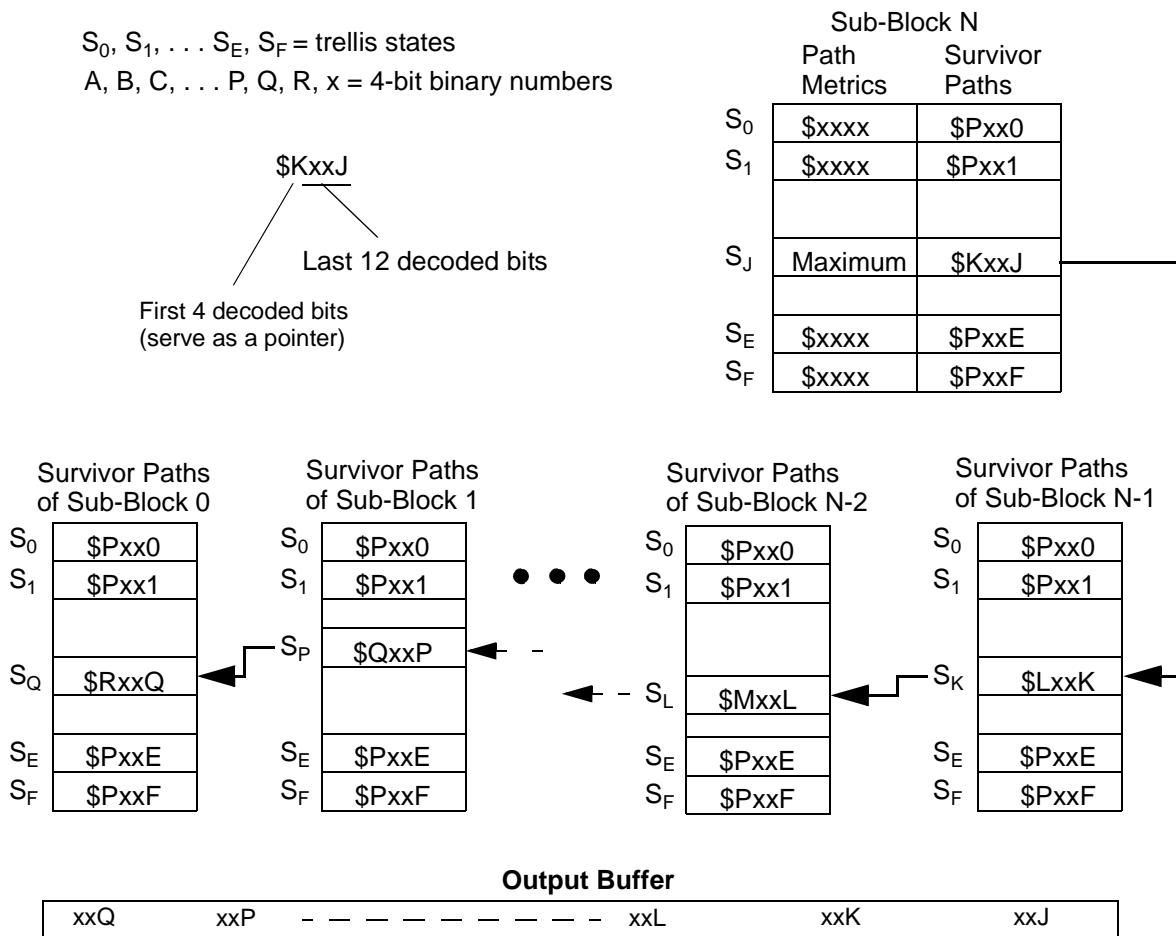 S0, S1, . . . SE, SF = trellis states
A, B, C, . . . P, Q, R, x = 4-bit binary numbers
$KxxJ
Last 12 decoded bits
First 4 decoded bits
(serve as a pointer)
Sub-Block N
Path Metrics Survivor Paths
S0 $xxxx $Pxx0
S1 $xxxx $Pxx1
SJ Maximum $KxxJ
SE $xxxx $PxxE
SF $xxxx $PxxF
Survivor Paths
of Sub-Block 0
S0 $Pxx0
S1 $Pxx1
SQ $RxxQ
SE $PxxE
SF $PxxF
Survivor Paths
of Sub-Block 1
S0 $Pxx0
S1 $Pxx1
SP $QxxP
SE $PxxE
SF $PxxF
Survivor Paths
of Sub-Block N-2
S0 $Pxx0
S1 $Pxx1
SL $MxxL
SE $PxxE
SF $PxxF
Survivor Paths
of Sub-Block N-1
S0 $Pxx0
S1 $Pxx1
SK $LxxK
SE $PxxE
SF $PxxF
Output Buffer
xxQ xxP xxL xxK xxJ